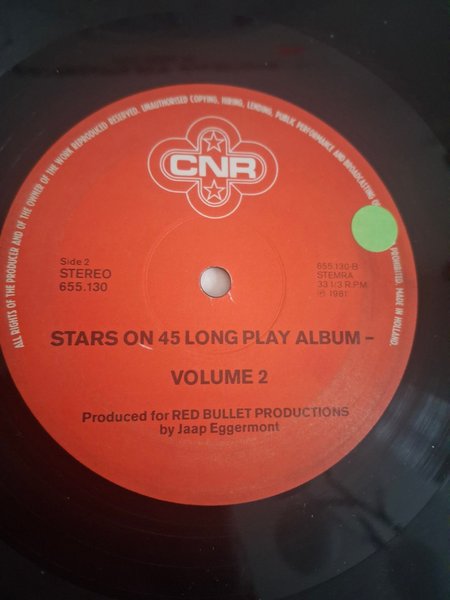 ALL RIGHTS OF THE PRODUCER AND OF THE OWNER OF THE WORK REPRODUCED RESERVED. UNAUTHORISED COPYING, HIRING, LENDING, PUBLIC PERFORMANCE AND BROADCASTING PROHIBITED. MADE IN HOLLAND.
CNR
Side 2
STEREO
655.130
655.130-B
STEMRA
33 1/3 R.P.M
℗ 1981
STARS ON 45 LONG PLAY ALBUM –
VOLUME 2
Produced for RED BULLET PRODUCTIONS
by Jaap Eggermont